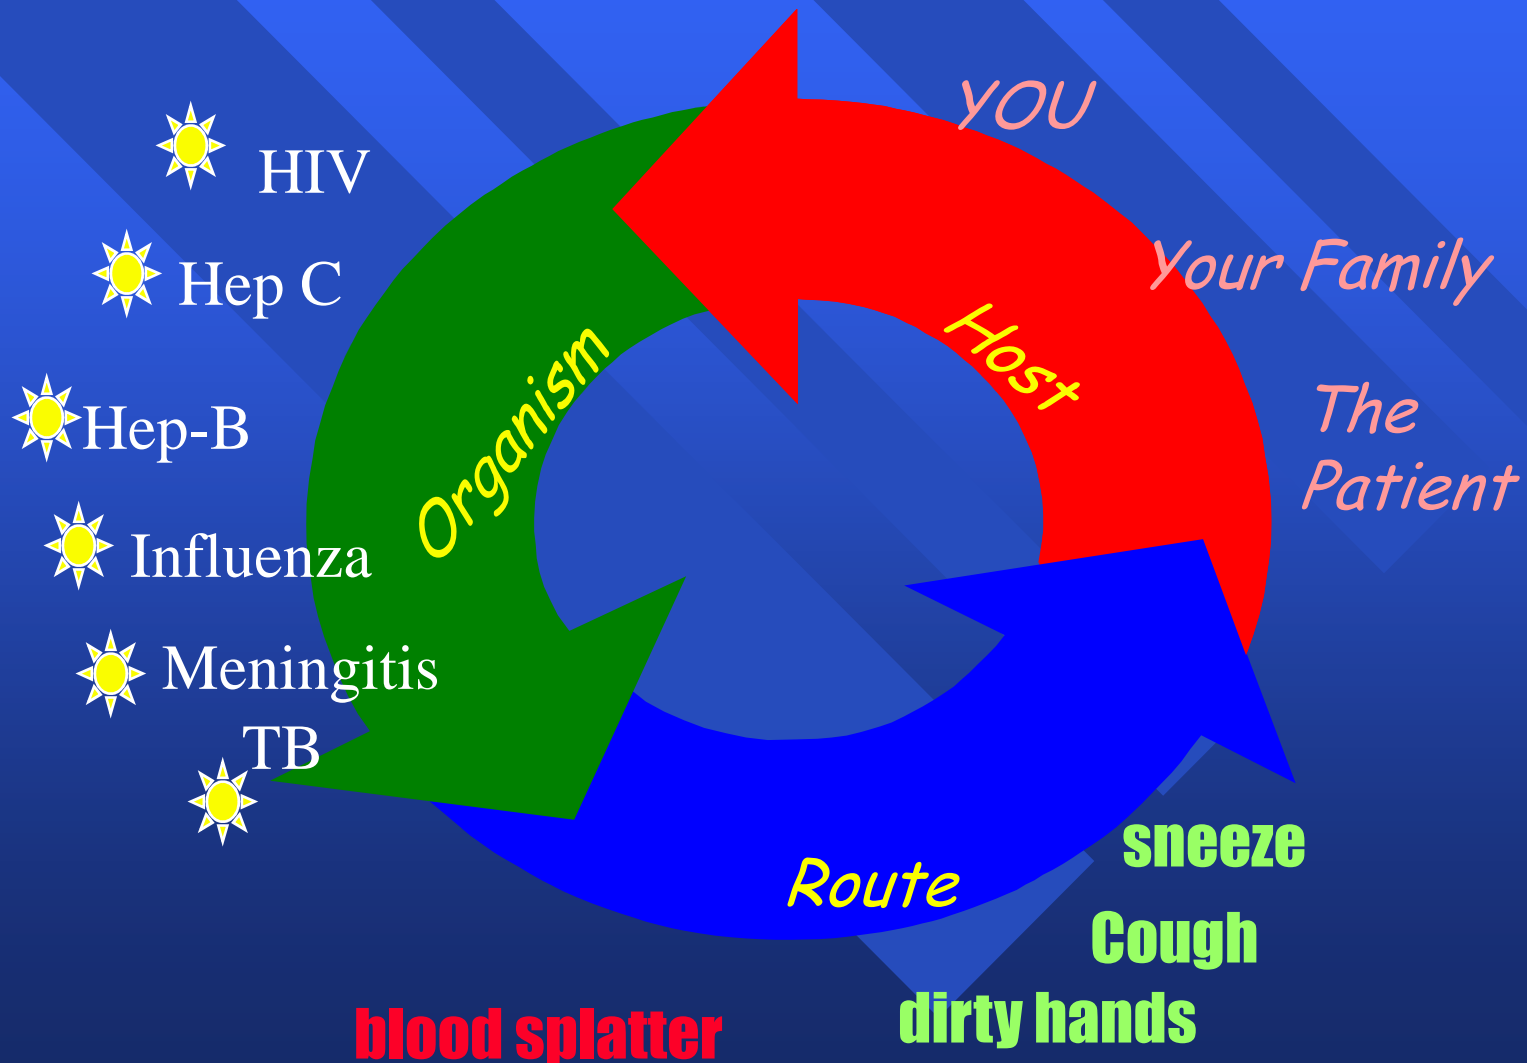 YOU
HIV
Your Family
Hep C
Host
Organism
The
Patient
Hep-B
Influenza
Meningitis
TB
Route
sneeze
Cough
dirty hands
blood splatter